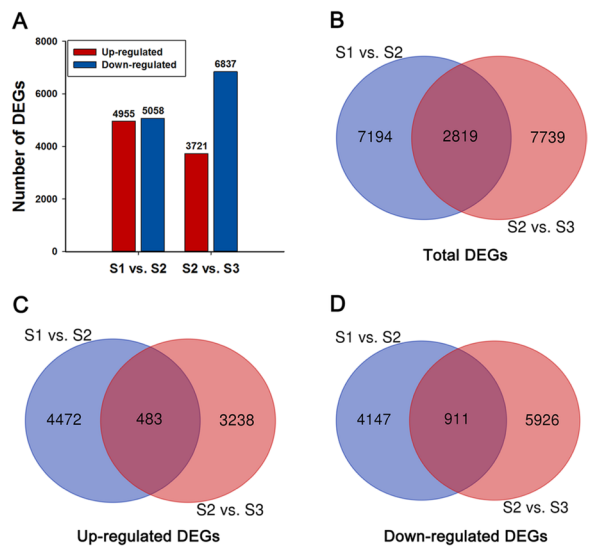 A
Number of DEGs
8000
6000
4000
2000
0
Up-regulated
Down-regulated
4955
5058
3721
6837
S1 vs. S2
S2 vs. S3
B
S1 vs. S2
7194
2819
7739
S2 vs. S3
Total DEGs
C
S1 vs. S2
4472
483
3238
S2 vs. S3
Up-regulated DEGs
D
S1 vs. S2
4147
911
5926
S2 vs. S3
Down-regulated DEGs